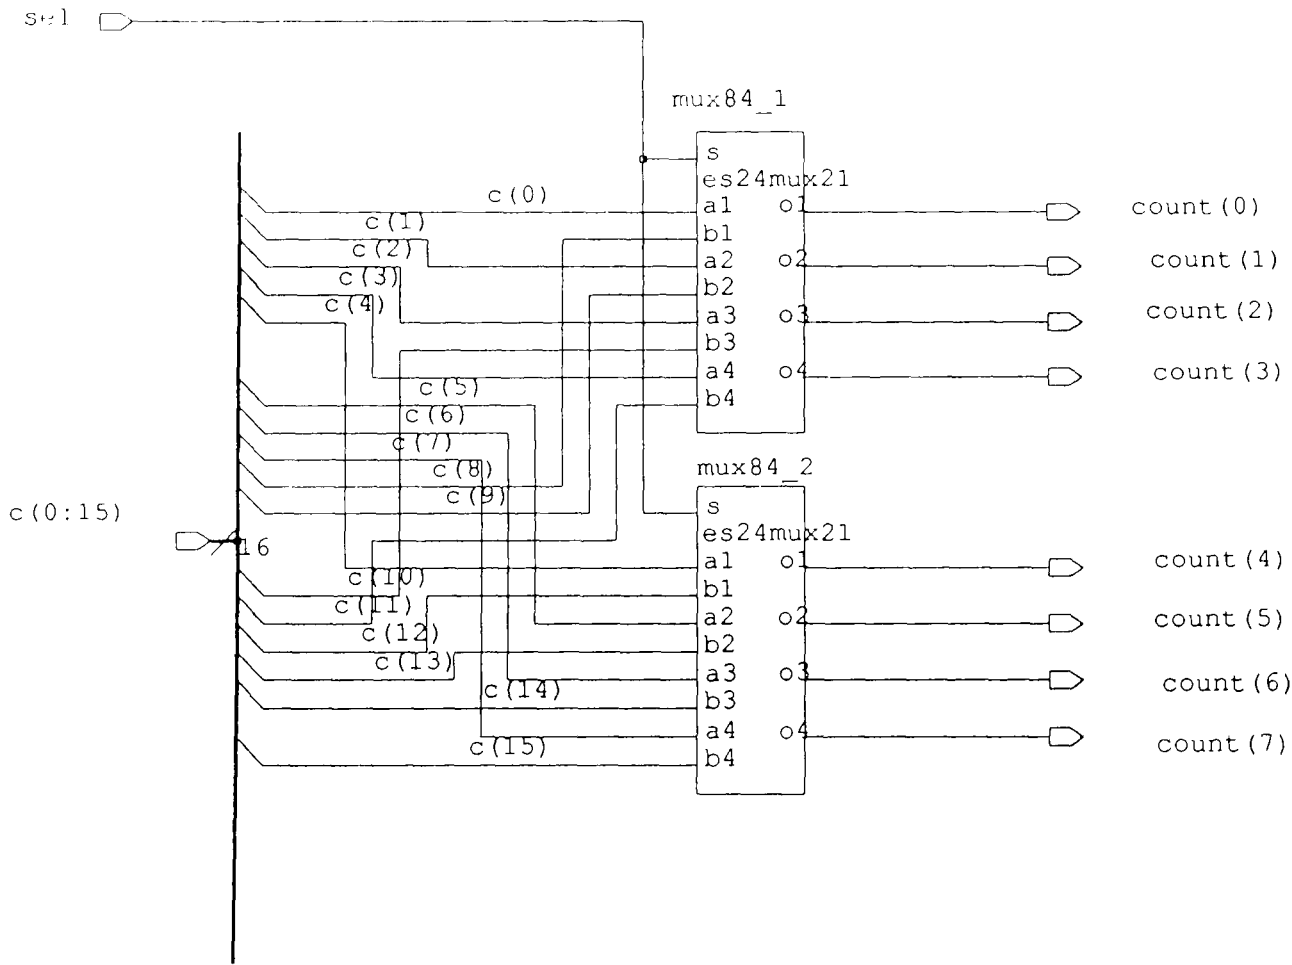 sel
mux84_1
s
es24mux21
c(0)
a1 o1 count(0)
c(1)
b1
c(2)
a2 o2 count(1)
c(3)
b2
c(4)
a3 o3 count(2)
b3
a4 o4 count(3)
c(5)
b4
c(6)
c(7)
c(8)
mux84_2
c(9)
s
c(0:15)
16
es24mux21
a1 o1 count(4)
c(10)
b1
c(11)
a2 o2 count(5)
c(12)
b2
c(13)
a3 o3 count(6)
c(14)
b3
a4 o4 count(7)
c(15)
b4